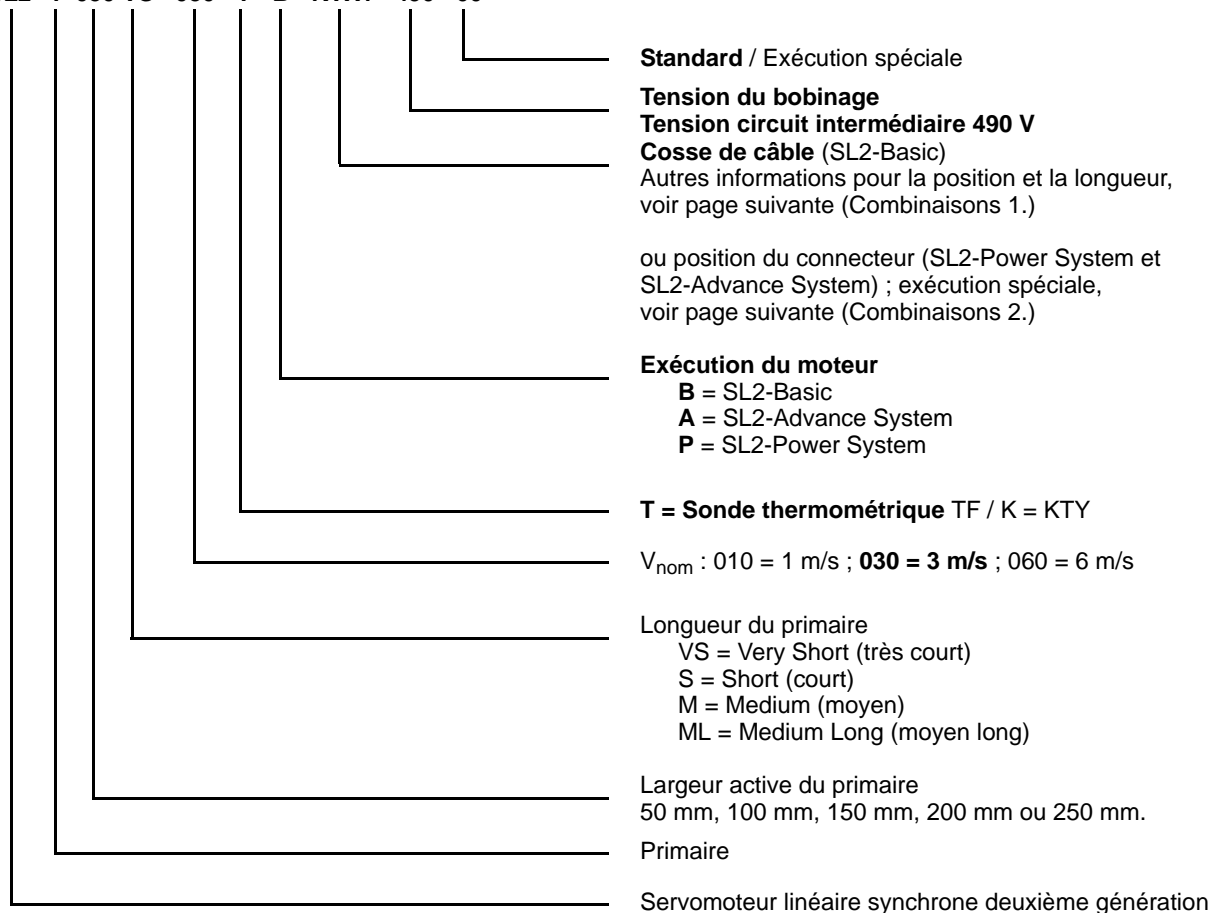 Standard / Exécution spéciale
Tension du bobinage
Tension circuit intermédiaire 490 V
Cosse de câble (SL2-Basic)
Autres informations pour la position et la longueur,
voir page suivante (Combinaisons 1.)
ou position du connecteur (SL2-Power System et
SL2-Advance System) ; exécution spéciale,
voir page suivante (Combinaisons 2.)
Exécution du moteur
B = SL2-Basic
A = SL2-Advance System
P = SL2-Power System
T = Sonde thermométrique TF / K = KTY
Vnom : 010 = 1 m/s ; 030 = 3 m/s ; 060 = 6 m/s
Longueur du primaire
VS = Very Short (très court)
S = Short (court)
M = Medium (moyen)
ML = Medium Long (moyen long)
Largeur active du primaire
50 mm, 100 mm, 150 mm, 200 mm ou 250 mm.
Primaire
Servomoteur linéaire synchrone deuxième génération